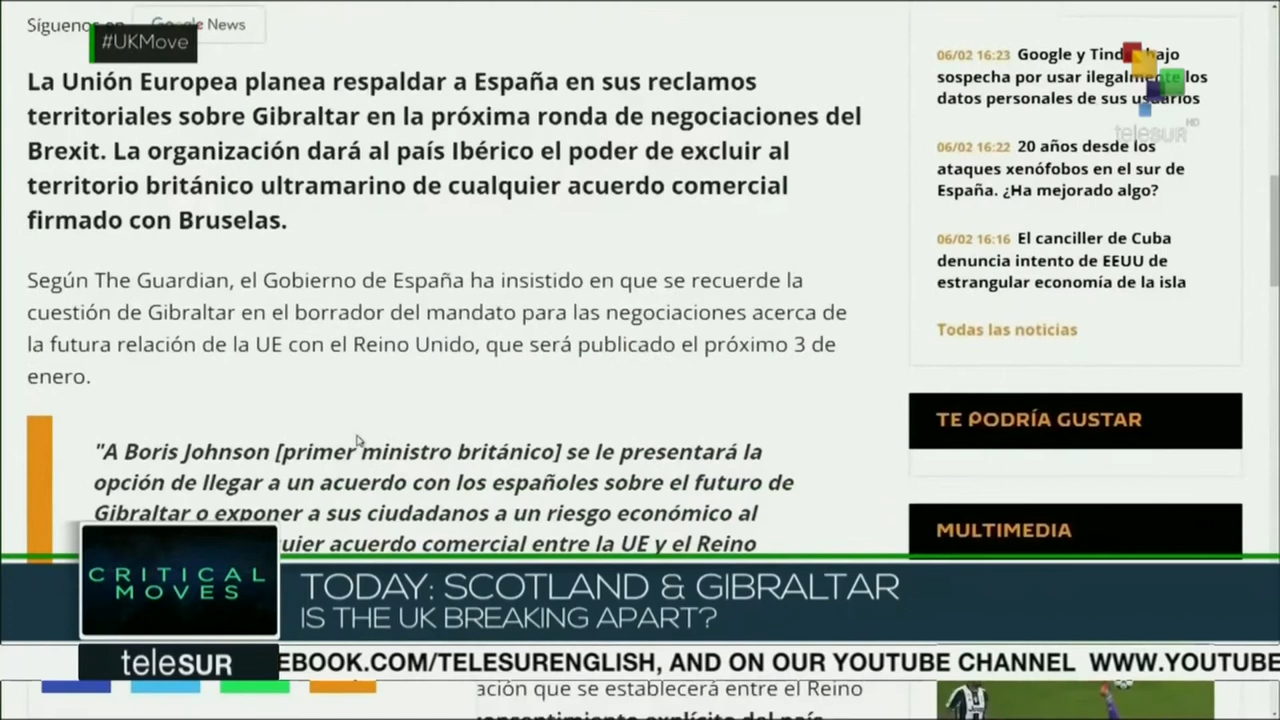 Síguenos en
Google News
#UKMove
La Unión Europea planea respaldar a España en sus reclamos
territoriales sobre Gibraltar en la próxima ronda de negociaciones del
Brexit. La organización dará al país Ibérico el poder de excluir al
territorio británico ultramarino de cualquier acuerdo comercial
firmado con Bruselas.
Según The Guardian, el Gobierno de España ha insistido en que se recuerde la
cuestión de Gibraltar en el borrador del mandato para las negociaciones acerca de
la futura relación de la UE con el Reino Unido, que será publicado el próximo 3 de
enero.
"A Boris Johnson [primer ministro británico] se le presentará la
opción de llegar a un acuerdo con los españoles sobre el futuro de
Gibraltar o exponer a sus ciudadanos a un riesgo económico al
acuerdo comercial entre la UE y el Reino
06/02 16:23 Google y Tinder bajo
sospecha por usar ilegalmente los
datos personales de sus usuarios
teleSUR HD
06/02 16:22 20 años desde los
ataques xenófobos en el sur de
España. ¿Ha mejorado algo?
06/02 16:16 El canciller de Cuba
denuncia intento de EEUU de
estrangular economía de la isla
Todas las noticias
TE PODRÍA GUSTAR
MULTIMEDIA
CRITICAL
MOVES
TODAY: SCOTLAND & GIBRALTAR
IS THE UK BREAKING APART?
teleSUR
EBOOK.COM/TELESURENGLISH, AND ON OUR YOUTUBE CHANNEL WWW.YOUTUBE
ación que se establecerá entre el Reino
consentimiento explícito del país